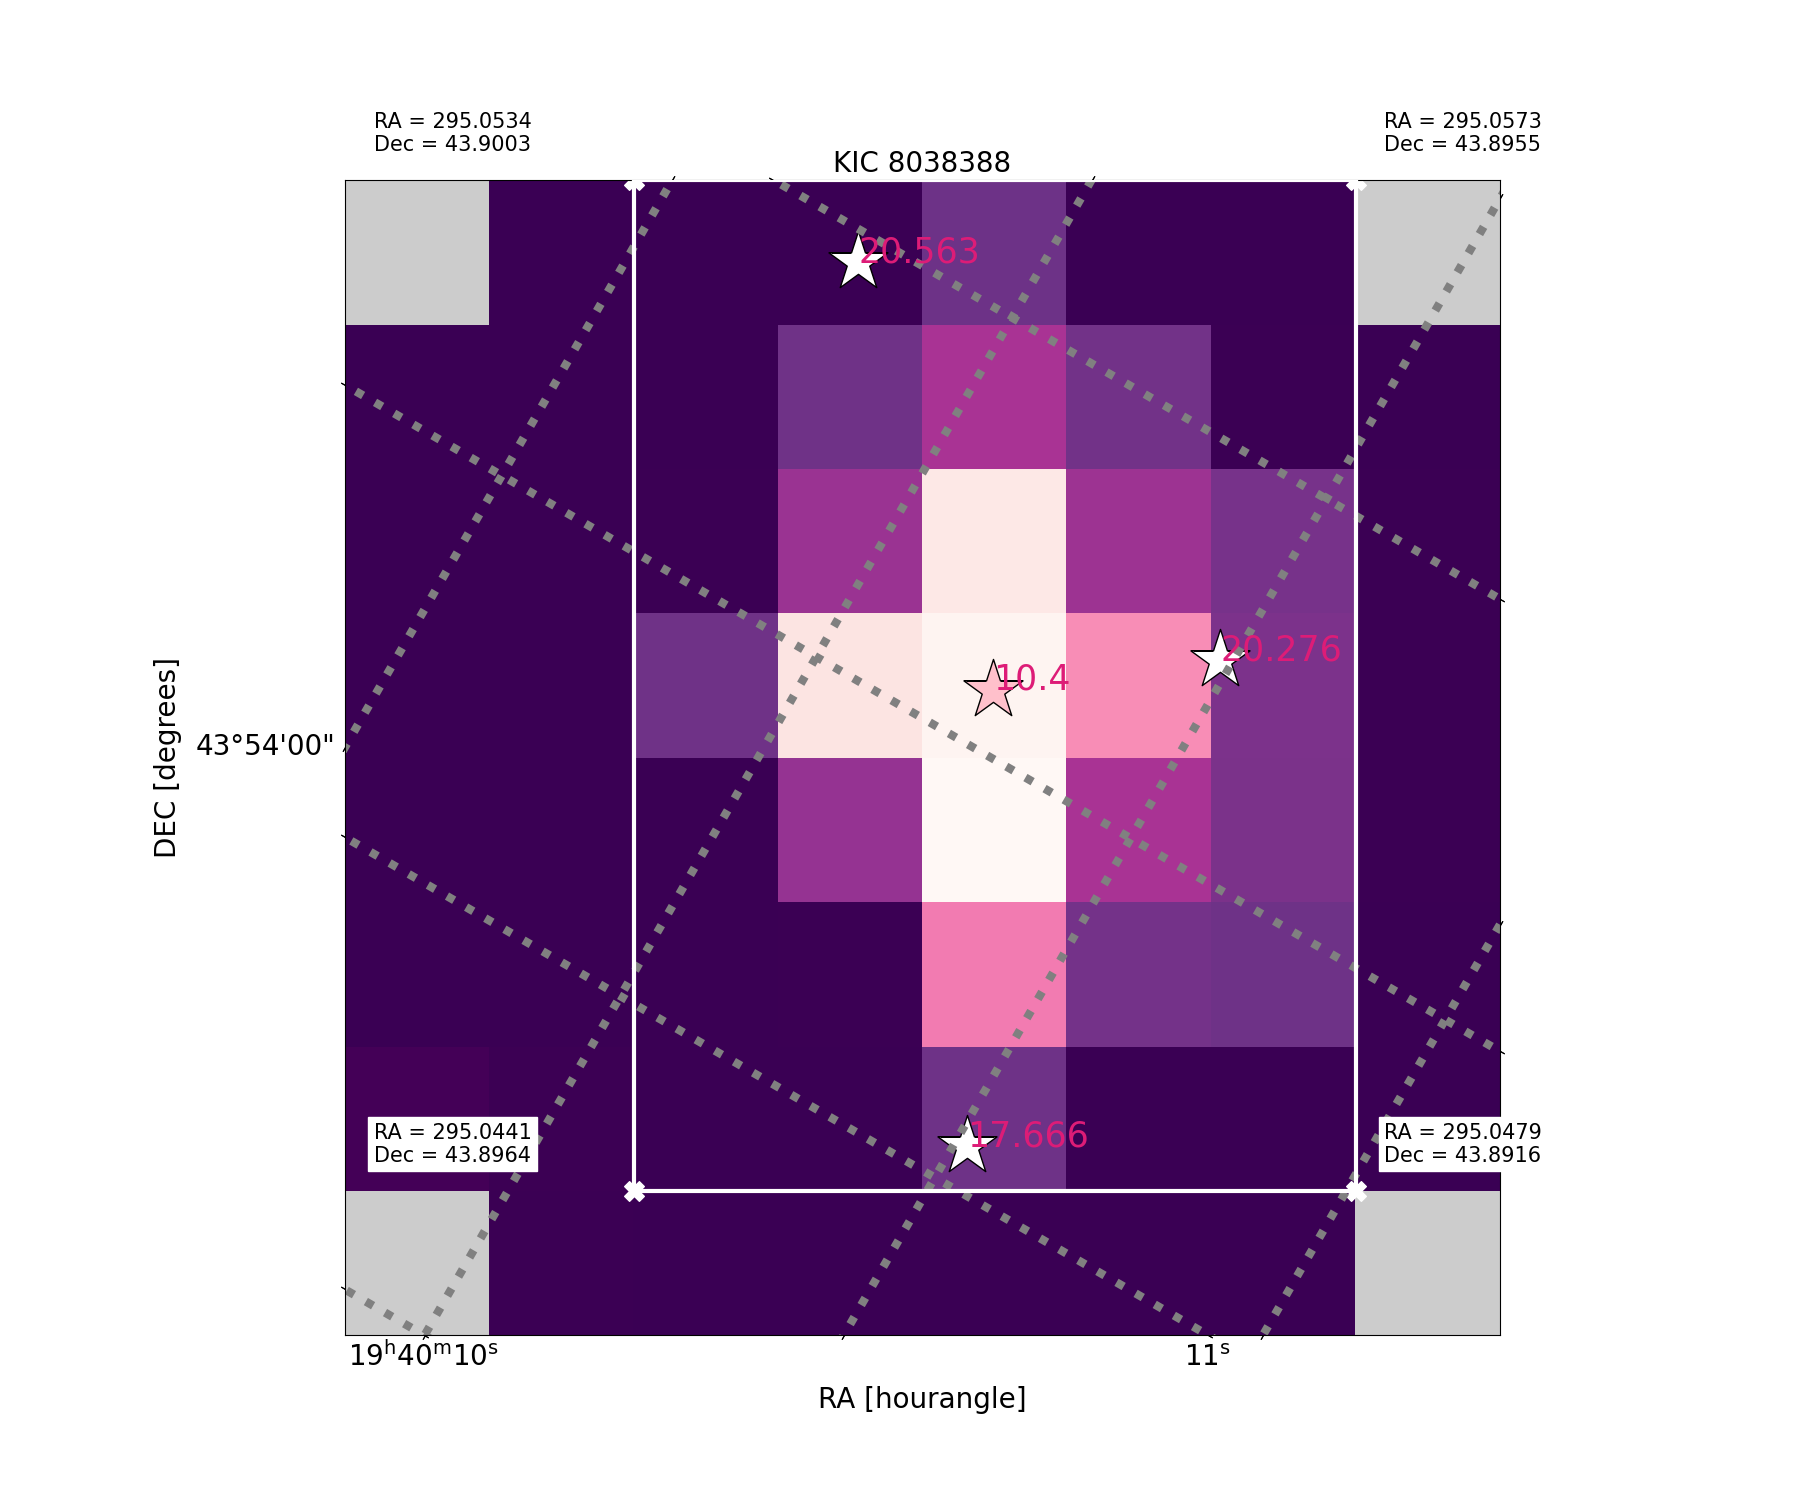 RA = 295.0534
Dec = 43.9003
RA = 295.0573
Dec = 43.8955
KIC 8038388
20.563
20.276
10.4
DEC [degrees]
43°54'00"
17.666
RA = 295.0441
Dec = 43.8964
RA = 295.0479
Dec = 43.8916
19ʰ40ᵐ10ˢ
11ˢ
RA [hourangle]